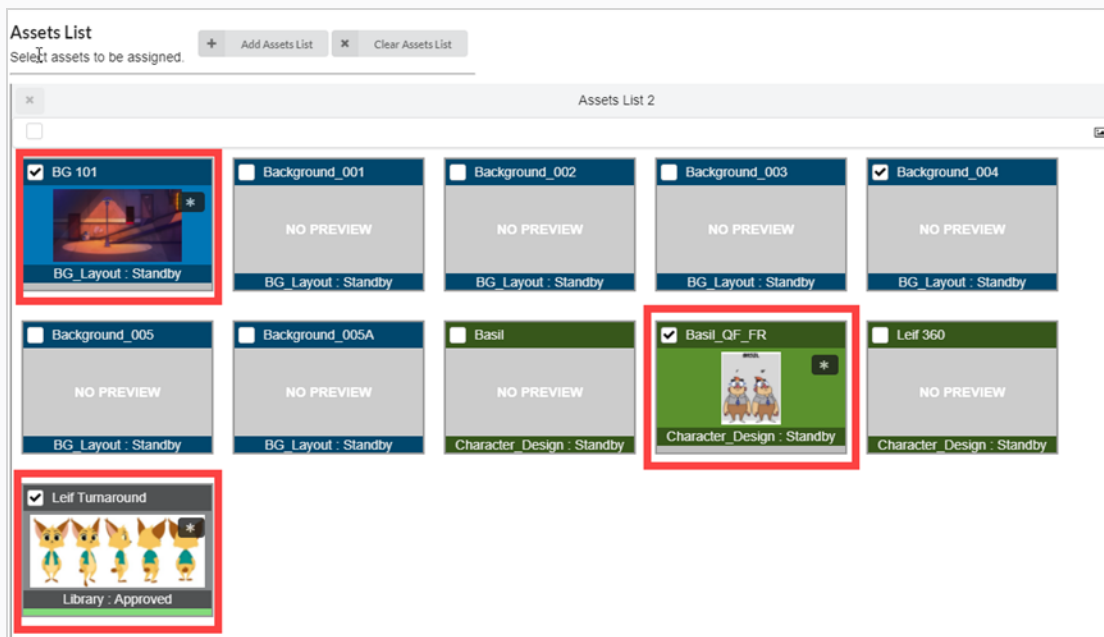 Assets List
Select assets to be assigned.
Add Assets List
Clear Assets List
Assets List 2
BG 101
Background_001
Background_002
Background_003
Background_004
NO PREVIEW
NO PREVIEW
NO PREVIEW
NO PREVIEW
BG_Layout : Standby
BG_Layout : Standby
BG_Layout : Standby
BG_Layout : Standby
BG_Layout : Standby
Background_005
Background_005A
Basil
Basil_QF_FR
Leif 360
NO PREVIEW
NO PREVIEW
NO PREVIEW
BASIL
NO PREVIEW
BG_Layout : Standby
BG_Layout : Standby
Character_Design : Standby
Character_Design : Standby
Character_Design : Standby
Leif Turnaround
Library : Approved